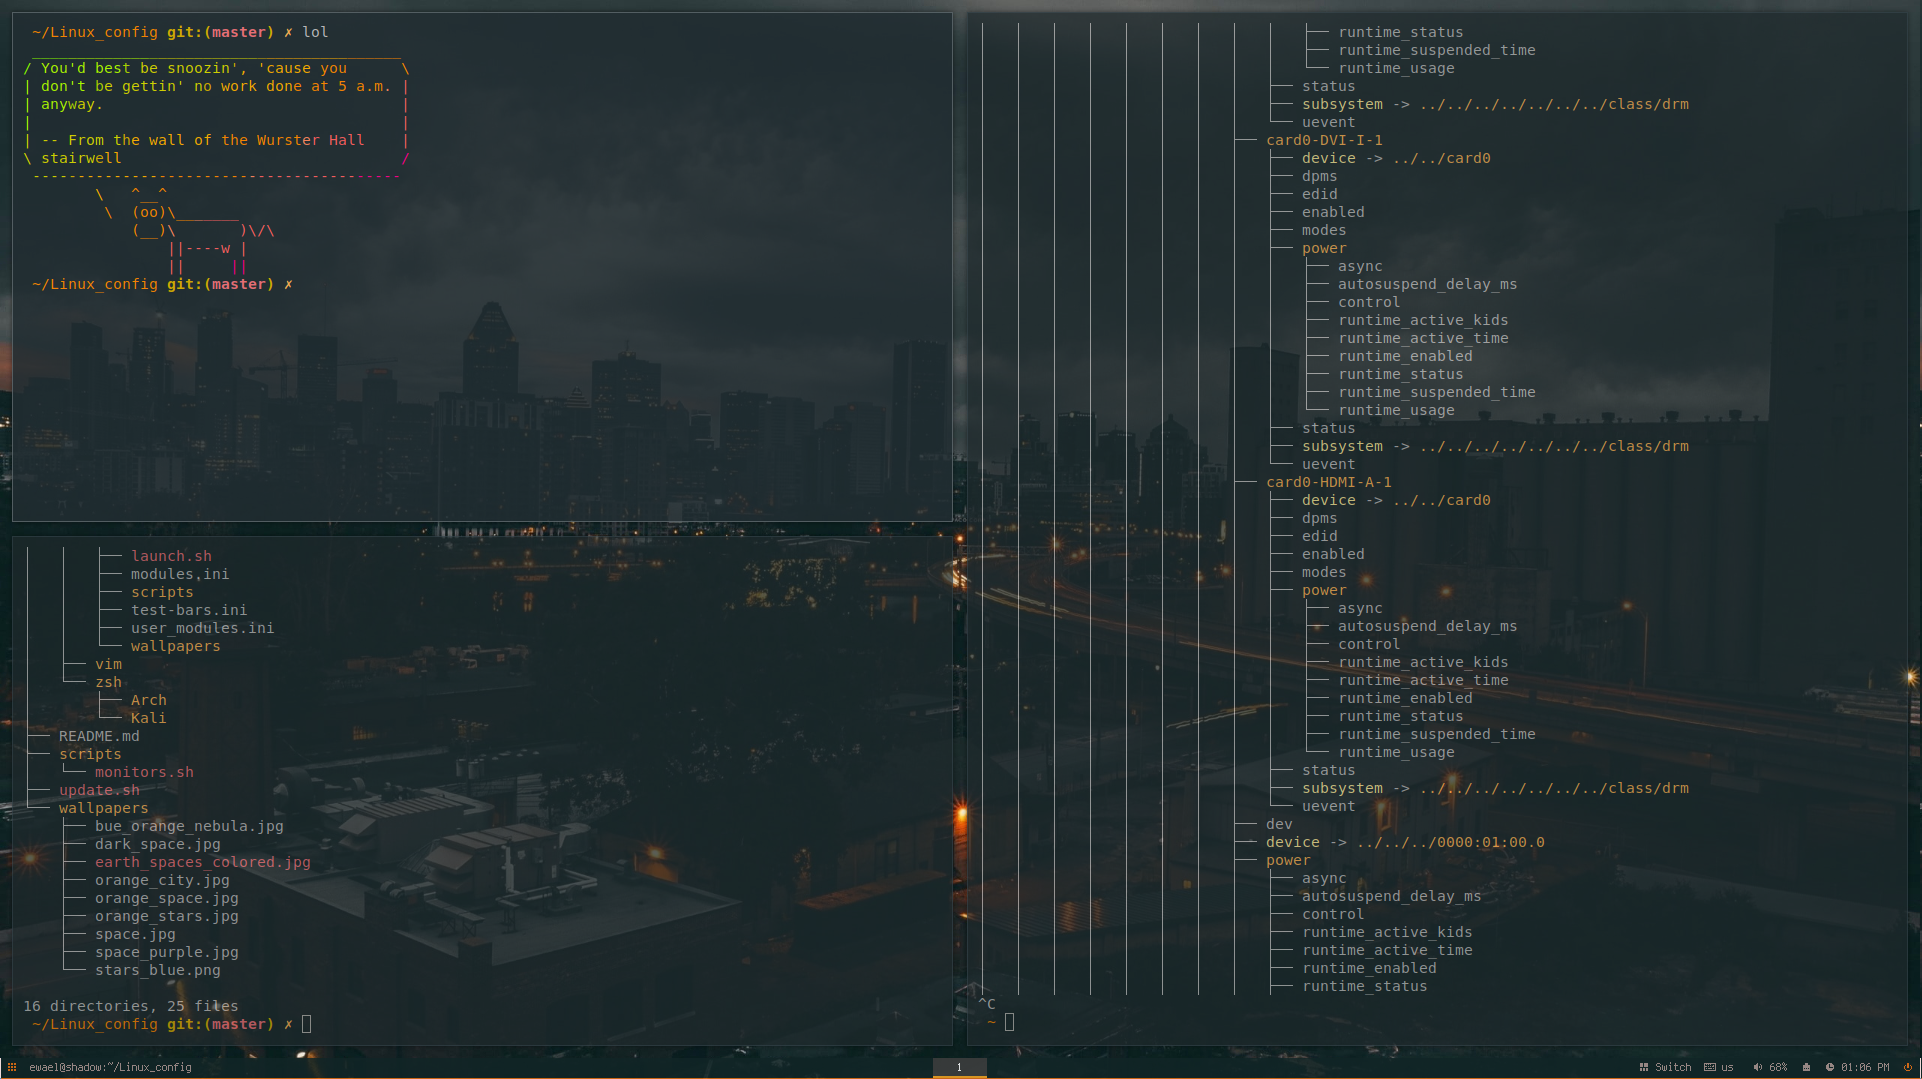 ~/Linux_config git:(master) ✗ lol
/ You'd best be snoozin', 'cause you \
| don't be gettin' no work done at 5 a.m. |
| anyway. |
| |
| -- From the wall of the Wurster Hall |
\ stairwell /
-----------------------------------------
\ ^__^
\ (oo)\_______
(__)\ )\/\
||----w |
|| ||
~/Linux_config git:(master) ✗
├── launch.sh
├── modules.ini
├── scripts
├── test-bars.ini
├── user_modules.ini
└── wallpapers
├── vim
└── zsh
├── Arch
└── Kali
├── README.md
├── scripts
└── monitors.sh
├── update.sh
└── wallpapers
├── bue_orange_nebula.jpg
├── dark_space.jpg
├── earth_spaces_colored.jpg
├── orange_city.jpg
├── orange_space.jpg
├── orange_stars.jpg
├── space.jpg
├── space_purple.jpg
└── stars_blue.png
16 directories, 25 files
~/Linux_config git:(master) ✗
├── runtime_status
├── runtime_suspended_time
└── runtime_usage
├── status
├── subsystem -> ../../../../../../../class/drm
└── uevent
├── card0-DVI-I-1
├── device -> ../../card0
├── dpms
├── edid
├── enabled
├── modes
├── power
├── async
├── autosuspend_delay_ms
├── control
├── runtime_active_kids
├── runtime_active_time
├── runtime_enabled
├── runtime_status
├── runtime_suspended_time
└── runtime_usage
├── status
├── subsystem -> ../../../../../../../class/drm
└── uevent
├── card0-HDMI-A-1
├── device -> ../../card0
├── dpms
├── edid
├── enabled
├── modes
├── power
├── async
├── autosuspend_delay_ms
├── control
├── runtime_active_kids
├── runtime_active_time
├── runtime_enabled
├── runtime_status
├── runtime_suspended_time
└── runtime_usage
├── status
├── subsystem -> ../../../../../../../class/drm
└── uevent
├── dev
├── device -> ../../../0000:01:00.0
├── power
├── async
├── autosuspend_delay_ms
├── control
├── runtime_active_kids
├── runtime_active_time
├── runtime_enabled
├── runtime_status
^C
~
ewael@shadow:~/Linux_config
1
Switch us 68% 01:06 PM